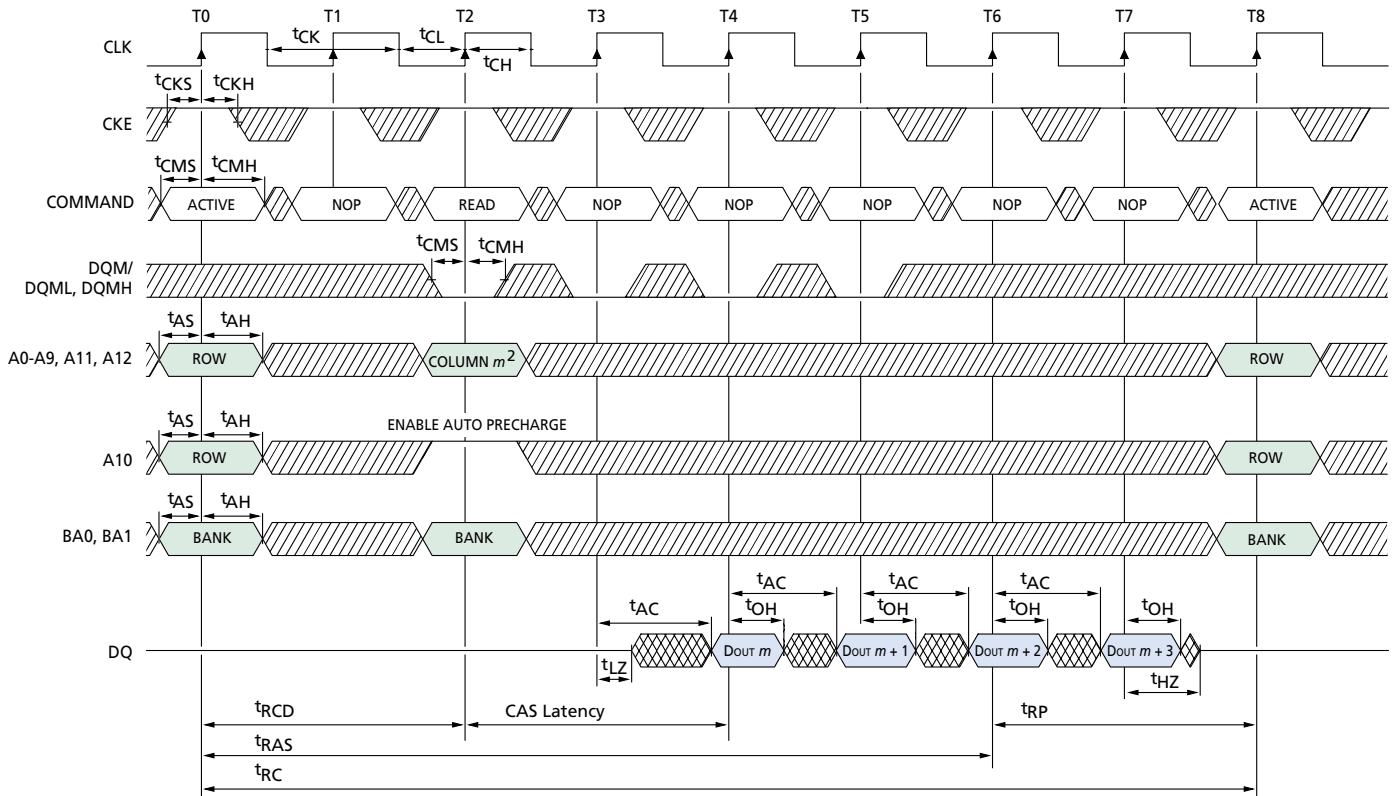 T0 T1 T2 T3 T4 T5 T6 T7 T8
CLK
tCK tCL
tCH
tCKS tCKH
CKE
tCMS tCMH
COMMAND ACTIVE NOP READ NOP NOP NOP NOP NOP ACTIVE
tCMS tCMH
DQM/
DQML, DQMH
tAS tAH
A0-A9, A11, A12 ROW COLUMN m2 ROW
tAS tAH
ENABLE AUTO PRECHARGE
A10 ROW ROW
tAS tAH
BA0, BA1 BANK BANK BANK
tAC tAC tAC tAC
tOH tOH tOH tOH
DQ DOUT m DOUT m + 1 DOUT m + 2 DOUT m + 3
tLZ tHZ
tRCD CAS Latency tRP
tRAS
tRC